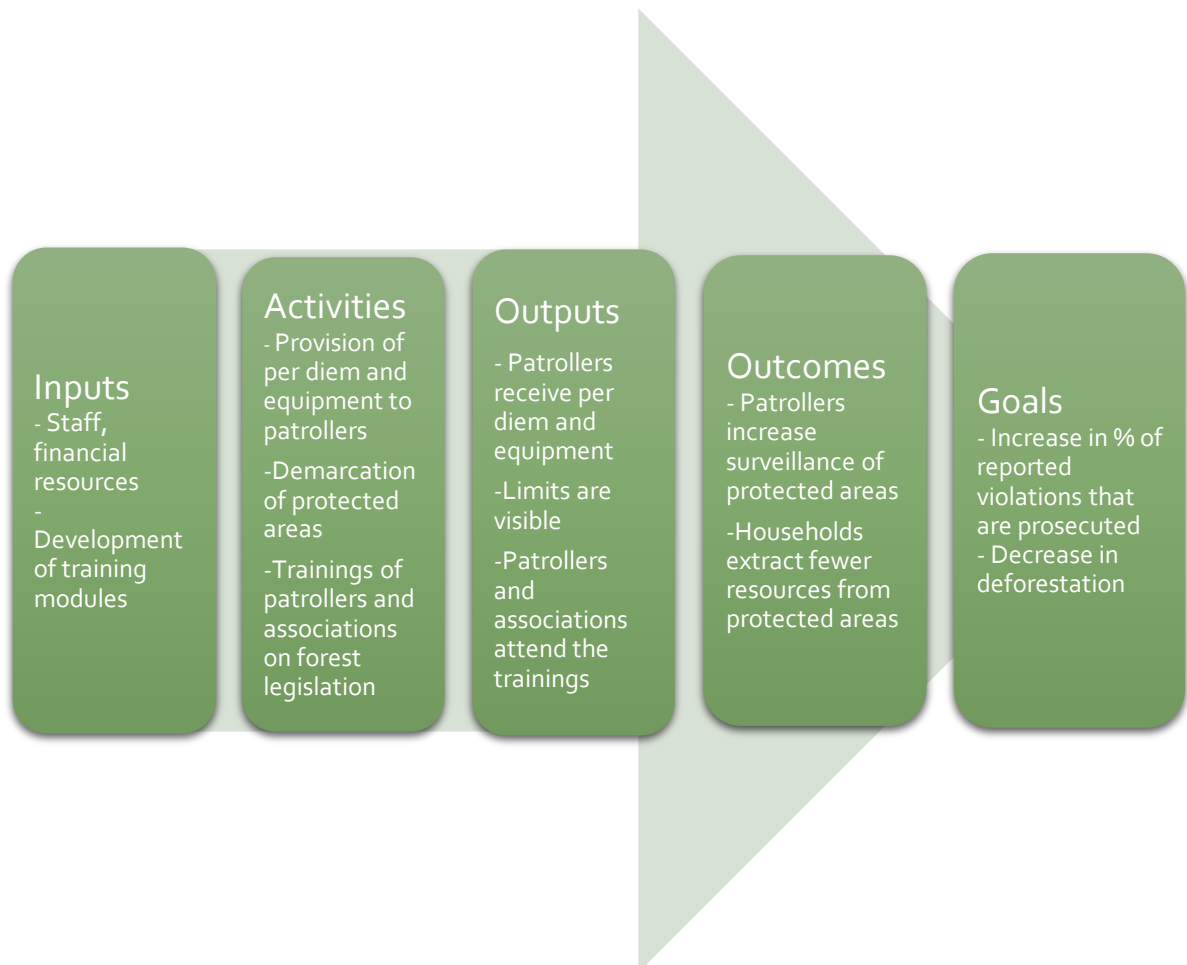 Inputs
- Staff,
financial
resources
-
Development
of training
modules
Activities
- Provision of
per diem and
equipment to
patrollers
-Demarcation
of protected
areas
-Trainings of
patrollers and
associations
on forest
legislation
Outputs
- Patrollers
receive per
diem and
equipment
-Limits are
visible
-Patrollers
and
associations
attend the
trainings
Outcomes
- Patrollers
increase
surveillance of
protected areas
-Households
extract fewer
resources from
protected areas
Goals
- Increase in % of
reported
violations that
are prosecuted
- Decrease in
deforestation